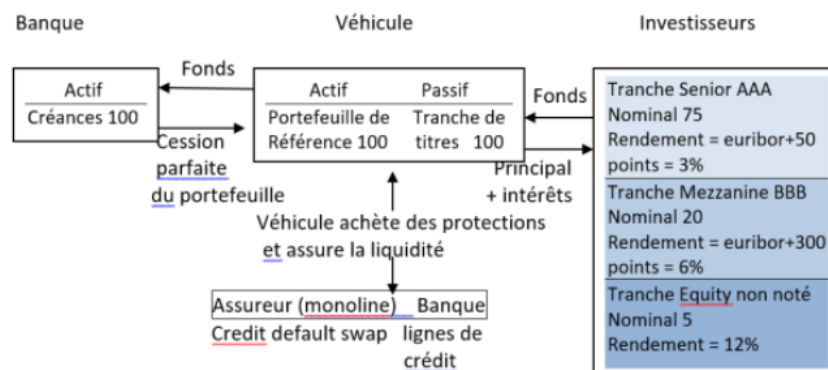 Banque
Véhicule
Investisseurs
Fonds
Actif
Créances 100
Cession
parfaite
du portefeuille
Actif Passif
Portefeuille de Tranche de
Référence 100 titres 100
Fonds
Principal
+ intérêts
Véhicule achète des protections
et assure la liquidité
Assureur (monoline) Banque
Credit default swap lignes de
crédit
Tranche Senior AAA
Nominal 75
Rendement = euribor+50
points = 3%
Tranche Mezzanine BBB
Nominal 20
Rendement = euribor+300
points = 6%
Tranche Equity non noté
Nominal 5
Rendement = 12%